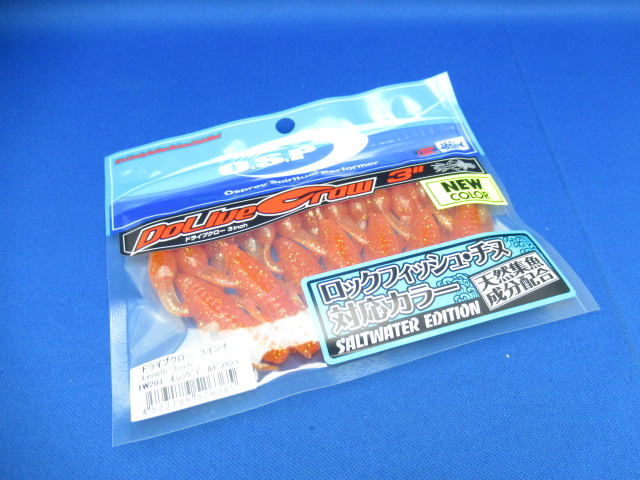 O.S.P
Osprey Spiritual Performer
DoLiveCraw 3"
ドライブクロー 3inch
NEW
COLOR
ロックフィッシュ・チヌ
対応カラー
SALTWATER EDITION
天然集魚
成分配合
ドライブクロー 3インチ